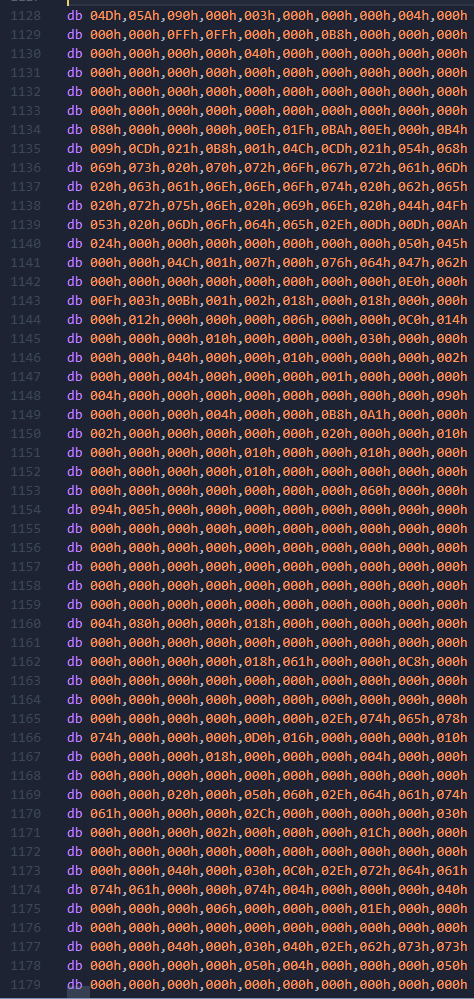 1128 db 04Dh,05Ah,090h,000h,003h,000h,000h,000h,004h,000h
1129 db 000h,000h,0FFh,0FFh,000h,000h,0B8h,000h,000h,000h
1130 db 000h,000h,000h,000h,040h,000h,000h,000h,000h,000h
1131 db 000h,000h,000h,000h,000h,000h,000h,000h,000h,000h
1132 db 000h,000h,000h,000h,000h,000h,000h,000h,000h,000h
1133 db 000h,000h,000h,000h,000h,000h,000h,000h,000h,000h
1134 db 080h,000h,000h,000h,00Eh,01Fh,0BAh,00Eh,000h,0B4h
1135 db 009h,0CDh,021h,0B8h,001h,04Ch,0CDh,021h,054h,068h
1136 db 069h,073h,020h,070h,072h,06Fh,067h,072h,061h,06Dh
1137 db 020h,063h,061h,06Eh,06Eh,06Fh,074h,020h,062h,065h
1138 db 020h,072h,075h,06Eh,020h,069h,06Eh,020h,044h,04Fh
1139 db 053h,020h,06Dh,06Fh,064h,065h,02Eh,00Dh,00Dh,00Ah
1140 db 024h,000h,000h,000h,000h,000h,000h,000h,050h,045h
1141 db 000h,000h,04Ch,001h,007h,000h,076h,064h,047h,062h
1142 db 000h,000h,000h,000h,000h,000h,000h,000h,0E0h,000h
1143 db 00Fh,003h,00Bh,001h,002h,018h,000h,018h,000h,000h
1144 db 000h,012h,000h,000h,000h,006h,000h,000h,0C0h,014h
1145 db 000h,000h,000h,010h,000h,000h,000h,030h,000h,000h
1146 db 000h,000h,040h,000h,000h,010h,000h,000h,000h,002h
1147 db 000h,000h,004h,000h,000h,000h,001h,000h,000h,000h
1148 db 004h,000h,000h,000h,000h,000h,000h,000h,000h,090h
1149 db 000h,000h,000h,004h,000h,000h,0B8h,0A1h,000h,000h
1150 db 002h,000h,000h,000h,000h,000h,020h,000h,000h,010h
1151 db 000h,000h,000h,000h,010h,000h,000h,010h,000h,000h
1152 db 000h,000h,000h,000h,010h,000h,000h,000h,000h,000h
1153 db 000h,000h,000h,000h,000h,000h,000h,060h,000h,000h
1154 db 094h,005h,000h,000h,000h,000h,000h,000h,000h,000h
1155 db 000h,000h,000h,000h,000h,000h,000h,000h,000h,000h
1156 db 000h,000h,000h,000h,000h,000h,000h,000h,000h,000h
1157 db 000h,000h,000h,000h,000h,000h,000h,000h,000h,000h
1158 db 000h,000h,000h,000h,000h,000h,000h,000h,000h,000h
1159 db 000h,000h,000h,000h,000h,000h,000h,000h,000h,000h
1160 db 004h,080h,000h,000h,018h,000h,000h,000h,000h,000h
1161 db 000h,000h,000h,000h,000h,000h,000h,000h,000h,000h
1162 db 000h,000h,000h,000h,018h,061h,000h,000h,0C8h,000h
1163 db 000h,000h,000h,000h,000h,000h,000h,000h,000h,000h
1164 db 000h,000h,000h,000h,000h,000h,000h,000h,000h,000h
1165 db 000h,000h,000h,000h,000h,000h,02Eh,074h,065h,078h
1166 db 074h,000h,000h,000h,0D0h,016h,000h,000h,000h,010h
1167 db 000h,000h,000h,018h,000h,000h,000h,004h,000h,000h
1168 db 000h,000h,000h,000h,000h,000h,000h,000h,000h,000h
1169 db 000h,000h,020h,000h,050h,060h,02Eh,064h,061h,074h
1170 db 061h,000h,000h,000h,02Ch,000h,000h,000h,000h,030h
1171 db 000h,000h,000h,002h,000h,000h,000h,01Ch,000h,000h
1172 db 000h,000h,000h,000h,000h,000h,000h,000h,000h,000h
1173 db 000h,000h,040h,000h,030h,0C0h,02Eh,072h,064h,061h
1174 db 074h,061h,000h,000h,074h,004h,000h,000h,000h,040h
1175 db 000h,000h,000h,006h,000h,000h,000h,01Eh,000h,000h
1176 db 000h,000h,000h,000h,000h,000h,000h,000h,000h,000h
1177 db 000h,000h,040h,000h,030h,040h,02Eh,062h,073h,073h
1178 db 000h,000h,000h,000h,050h,004h,000h,000h,000h,050h
1179 db 000h,000h,000h,000h,000h,000h,000h,000h,000h,000h